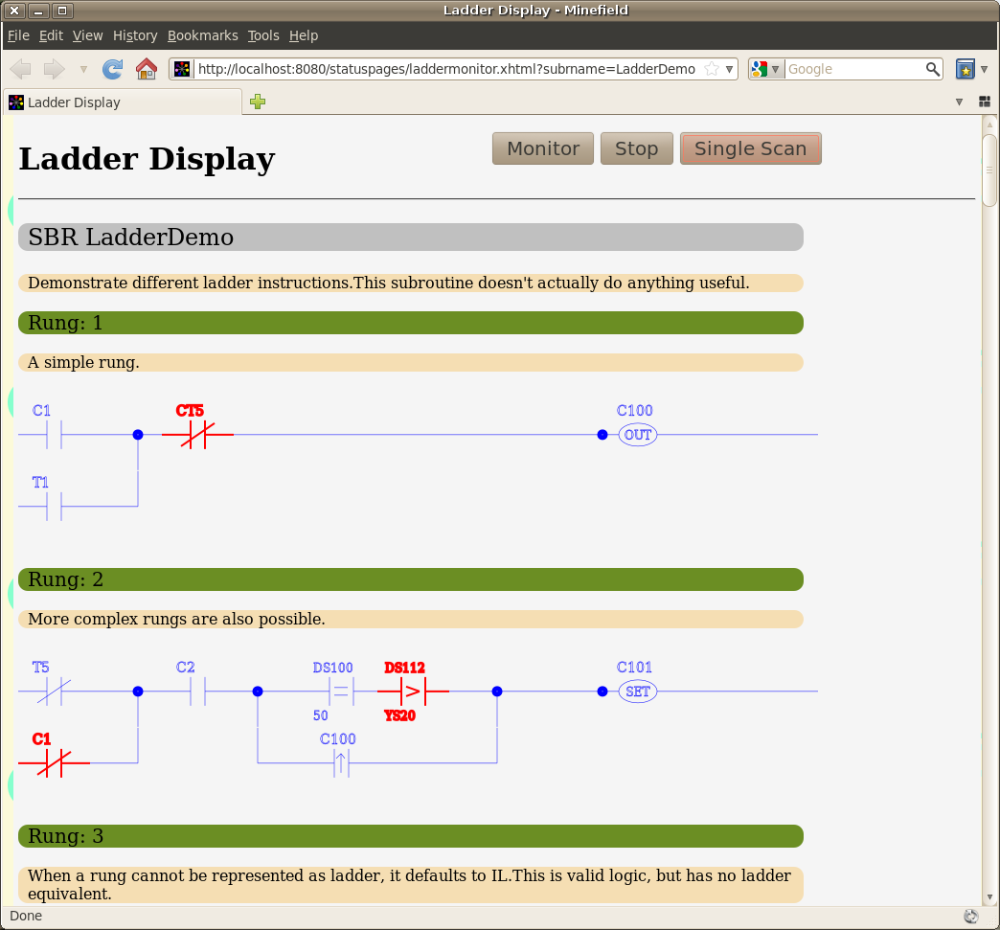 Ladder Display - Minefield
File Edit View History Bookmarks Tools Help
http://localhost:8080/statuspages/laddermonitor.xhtml?subrname=LadderDemo Google
Ladder Display
Ladder Display
Monitor Stop Single Scan
SBR LadderDemo
Demonstrate different ladder instructions.This subroutine doesn't actually do anything useful.
Rung: 1
A simple rung.
C1 CT5 C100
OUT
T1
Rung: 2
More complex rungs are also possible.
T5 C2 DS100 DS112 C101
= > SET
50 YS20
C1 C100
Rung: 3
When a rung cannot be represented as ladder, it defaults to IL.This is valid logic, but has no ladder
equivalent.
Done